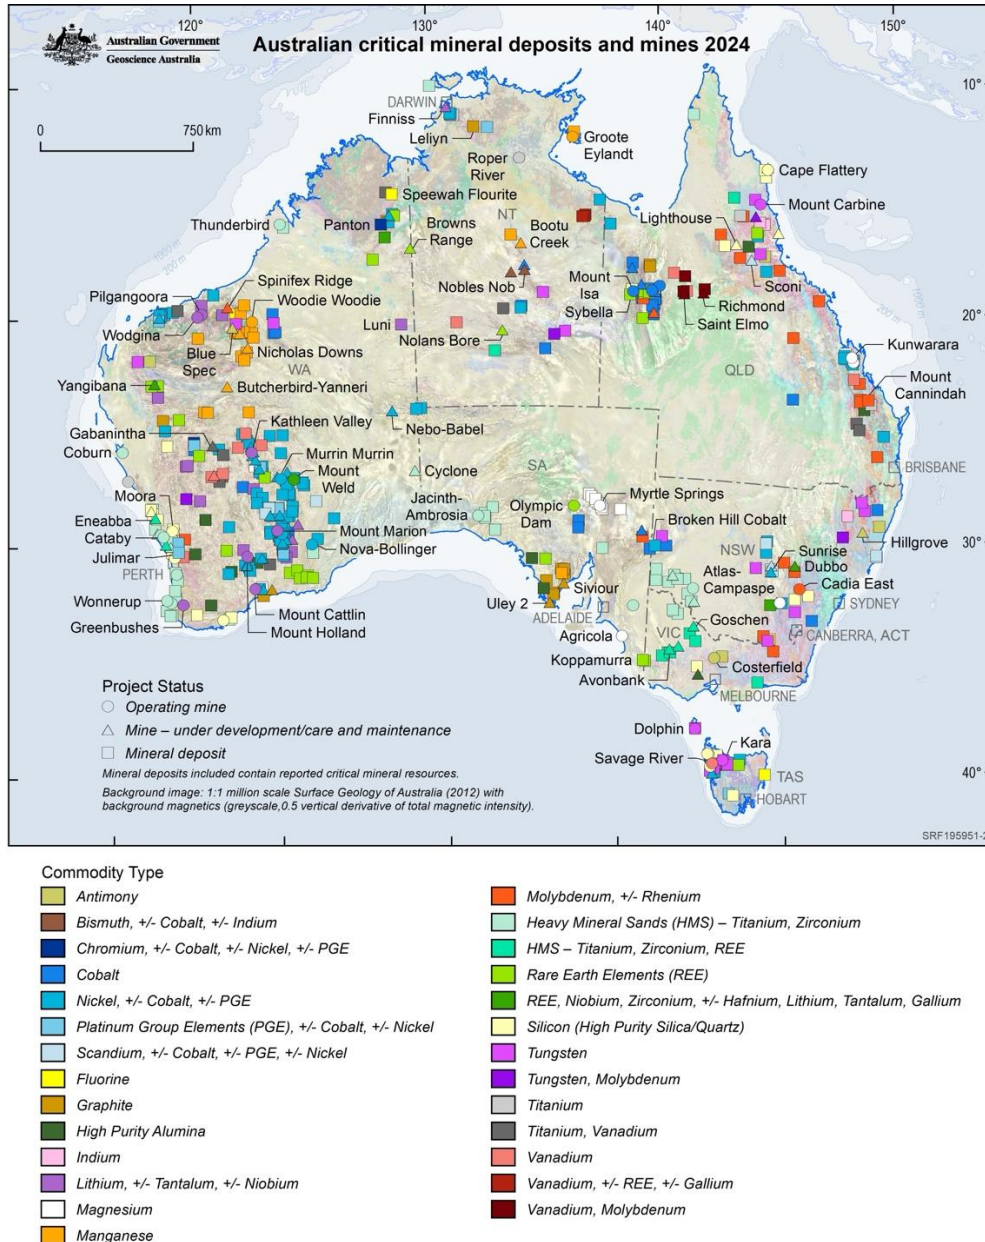 120°
130°
140°
150°
Australian Government
Geoscience Australia
Australian critical mineral deposits and mines 2024
10°
0
750 km
DARWIN
Finniss
Leliyn
Groote
Eylandt
Roper
River
Cape Flattery
Speewah Flourite
Mount Carbine
Thunderbird
Panton
Browns
Range
NT
Bootu
Creek
Lighthouse
1000 m
200 m
1000 m
200 m
Spinifex Ridge
Nobles Nob
Mount
Isa
Sconi
Pilgangoora
Woodie Woodie
Sybella
Richmond
Luni
Saint Elmo
20°
20°
Wodgina
Nolans Bore
Kunwarara
Blue
Spec
Nicholas Downs
WA
QLD
Mount
Cannindah
Yangibana
Butcherbird-Yanneri
Kathleen Valley
Nebo-Babel
Gabanintha
Coburn
Murrin Murrin
Cyclone
SA
BRISBANE
Mount
Weld
Moora
Jacinth-
Ambrosia
Olympic
Dam
Myrtle Springs
Eneabba
Mount Marion
Broken Hill Cobalt
Cataby
Nova-Bollinger
Hillgrove
30°
30°
Julimar
NSW
Sunrise
PERTH
Atlas-
Campaspe
Dubbo
Siviour
Cadia East
Wonnerup
Uley 2
SYDNEY
Mount Cattlin
ADELAIDE
Goschen
Greenbushes
Mount Holland
Agricola
VIC
CANBERRA, ACT
Koppamurra
Costerfield
Avonbank
Project Status
MELBOURNE
Operating mine
Mine – under development/care and maintenance
Dolphin
Kara
Mineral deposit
Savage River
Mineral deposits included contain reported critical mineral resources.
TAS
40°
40°
Background image: 1:1 million scale Surface Geology of Australia (2012) with
background magnetics (greyscale,0.5 vertical derivative of total magnetic intensity).
HOBART
SRF195951-2
Commodity Type
Antimony
Bismuth, +/- Cobalt, +/- Indium
Chromium, +/- Cobalt, +/- Nickel, +/- PGE
Cobalt
Nickel, +/- Cobalt, +/- PGE
Platinum Group Elements (PGE), +/- Cobalt, +/- Nickel
Scandium, +/- Cobalt, +/- PGE, +/- Nickel
Fluorine
Graphite
High Purity Alumina
Indium
Lithium, +/- Tantalum, +/- Niobium
Magnesium
Manganese
Molybdenum, +/- Rhenium
Heavy Mineral Sands (HMS) – Titanium, Zirconium
HMS – Titanium, Zirconium, REE
Rare Earth Elements (REE)
REE, Niobium, Zirconium, +/- Hafnium, Lithium, Tantalum, Gallium
Silicon (High Purity Silica/Quartz)
Tungsten
Tungsten, Molybdenum
Titanium
Titanium, Vanadium
Vanadium
Vanadium, +/- REE, +/- Gallium
Vanadium, Molybdenum